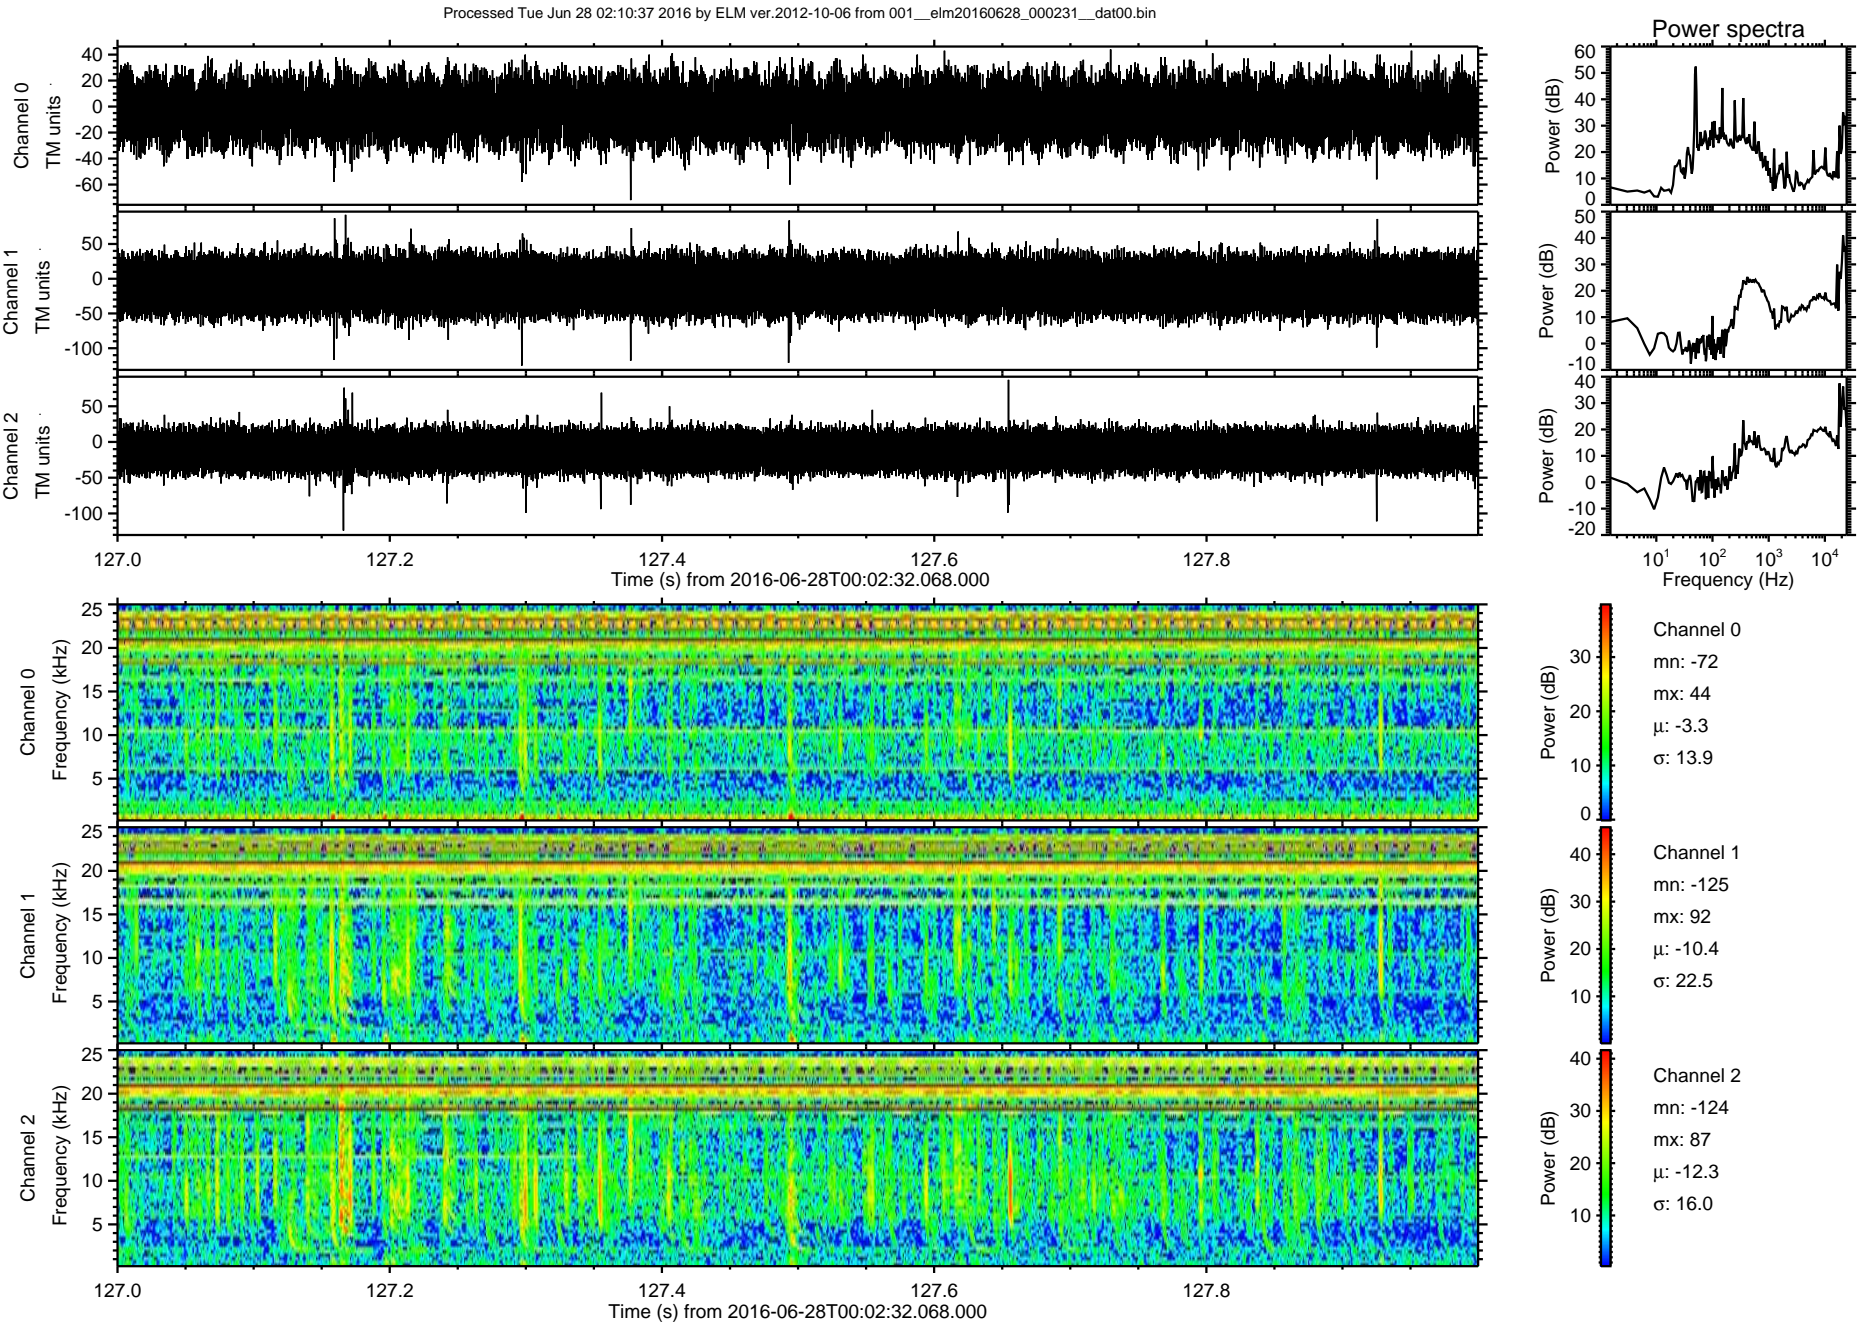 Processed Tue Jun 28 02:10:37 2016 by ELM ver.2012-10-06 from 001__elm20160628_000231__dat00.bin
Power spectra
Channel 0
TM units
40
20
0
-20
-40
-60
Power (dB)
60
50
40
30
20
10
0
Channel 1
TM units
50
0
-50
-100
Power (dB)
50
40
30
20
10
0
-10
Channel 2
TM units
50
0
-50
-100
Power (dB)
40
30
20
10
0
-10
-20
127.0 127.2 127.4 127.6 127.8
Time (s) from 2016-06-28T00:02:32.068.000
10^1 10^2 10^3 10^4
Frequency (Hz)
Channel 0
Frequency (kHz)
25
20
15
10
5
Power (dB)
30
20
10
0
Channel 0
mn: -72
mx: 44
µ: -3.3
σ: 13.9
Channel 1
Frequency (kHz)
25
20
15
10
5
Power (dB)
40
30
20
10
Channel 1
mn: -125
mx: 92
µ: -10.4
σ: 22.5
Channel 2
Frequency (kHz)
25
20
15
10
5
Power (dB)
40
30
20
10
Channel 2
mn: -124
mx: 87
µ: -12.3
σ: 16.0
127.0 127.2 127.4 127.6 127.8
Time (s) from 2016-06-28T00:02:32.068.000